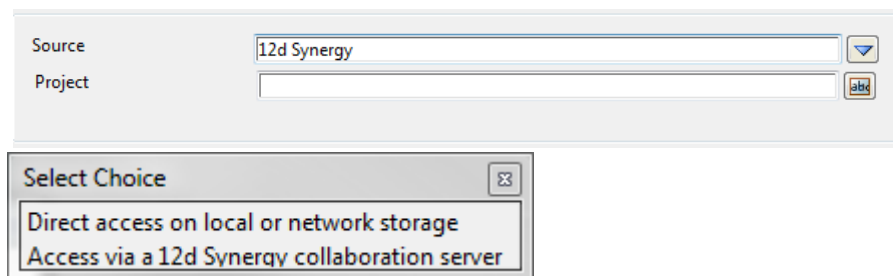 Source 12d Synergy
Project abc
Select Choice
Direct access on local or network storage
Access via a 12d Synergy collaboration server